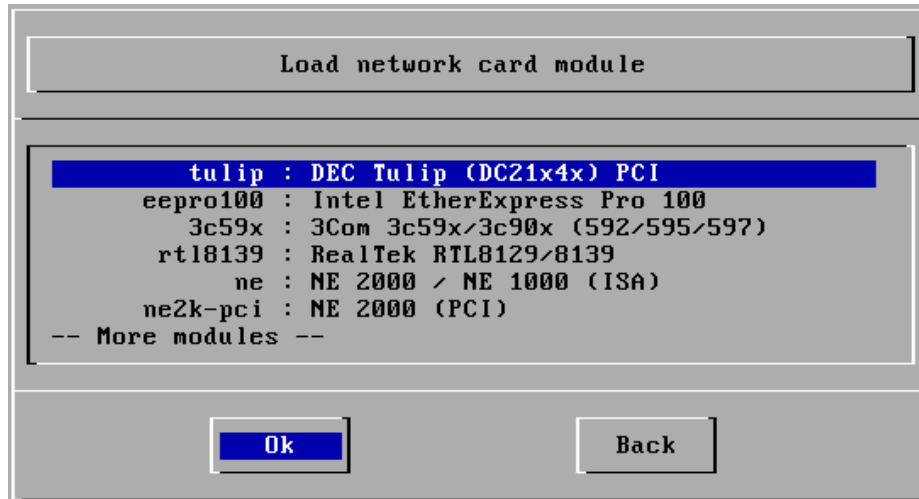 Load network card module
tulip : DEC Tulip (DC21x4x) PCI
eepro100 : Intel EtherExpress Pro 100
3c59x : 3Com 3c59x/3c90x (592/595/597)
rtl8139 : RealTek RTL8129/8139
ne : NE 2000 / NE 1000 (ISA)
ne2k-pci : NE 2000 (PCI)
-- More modules --
Ok Back